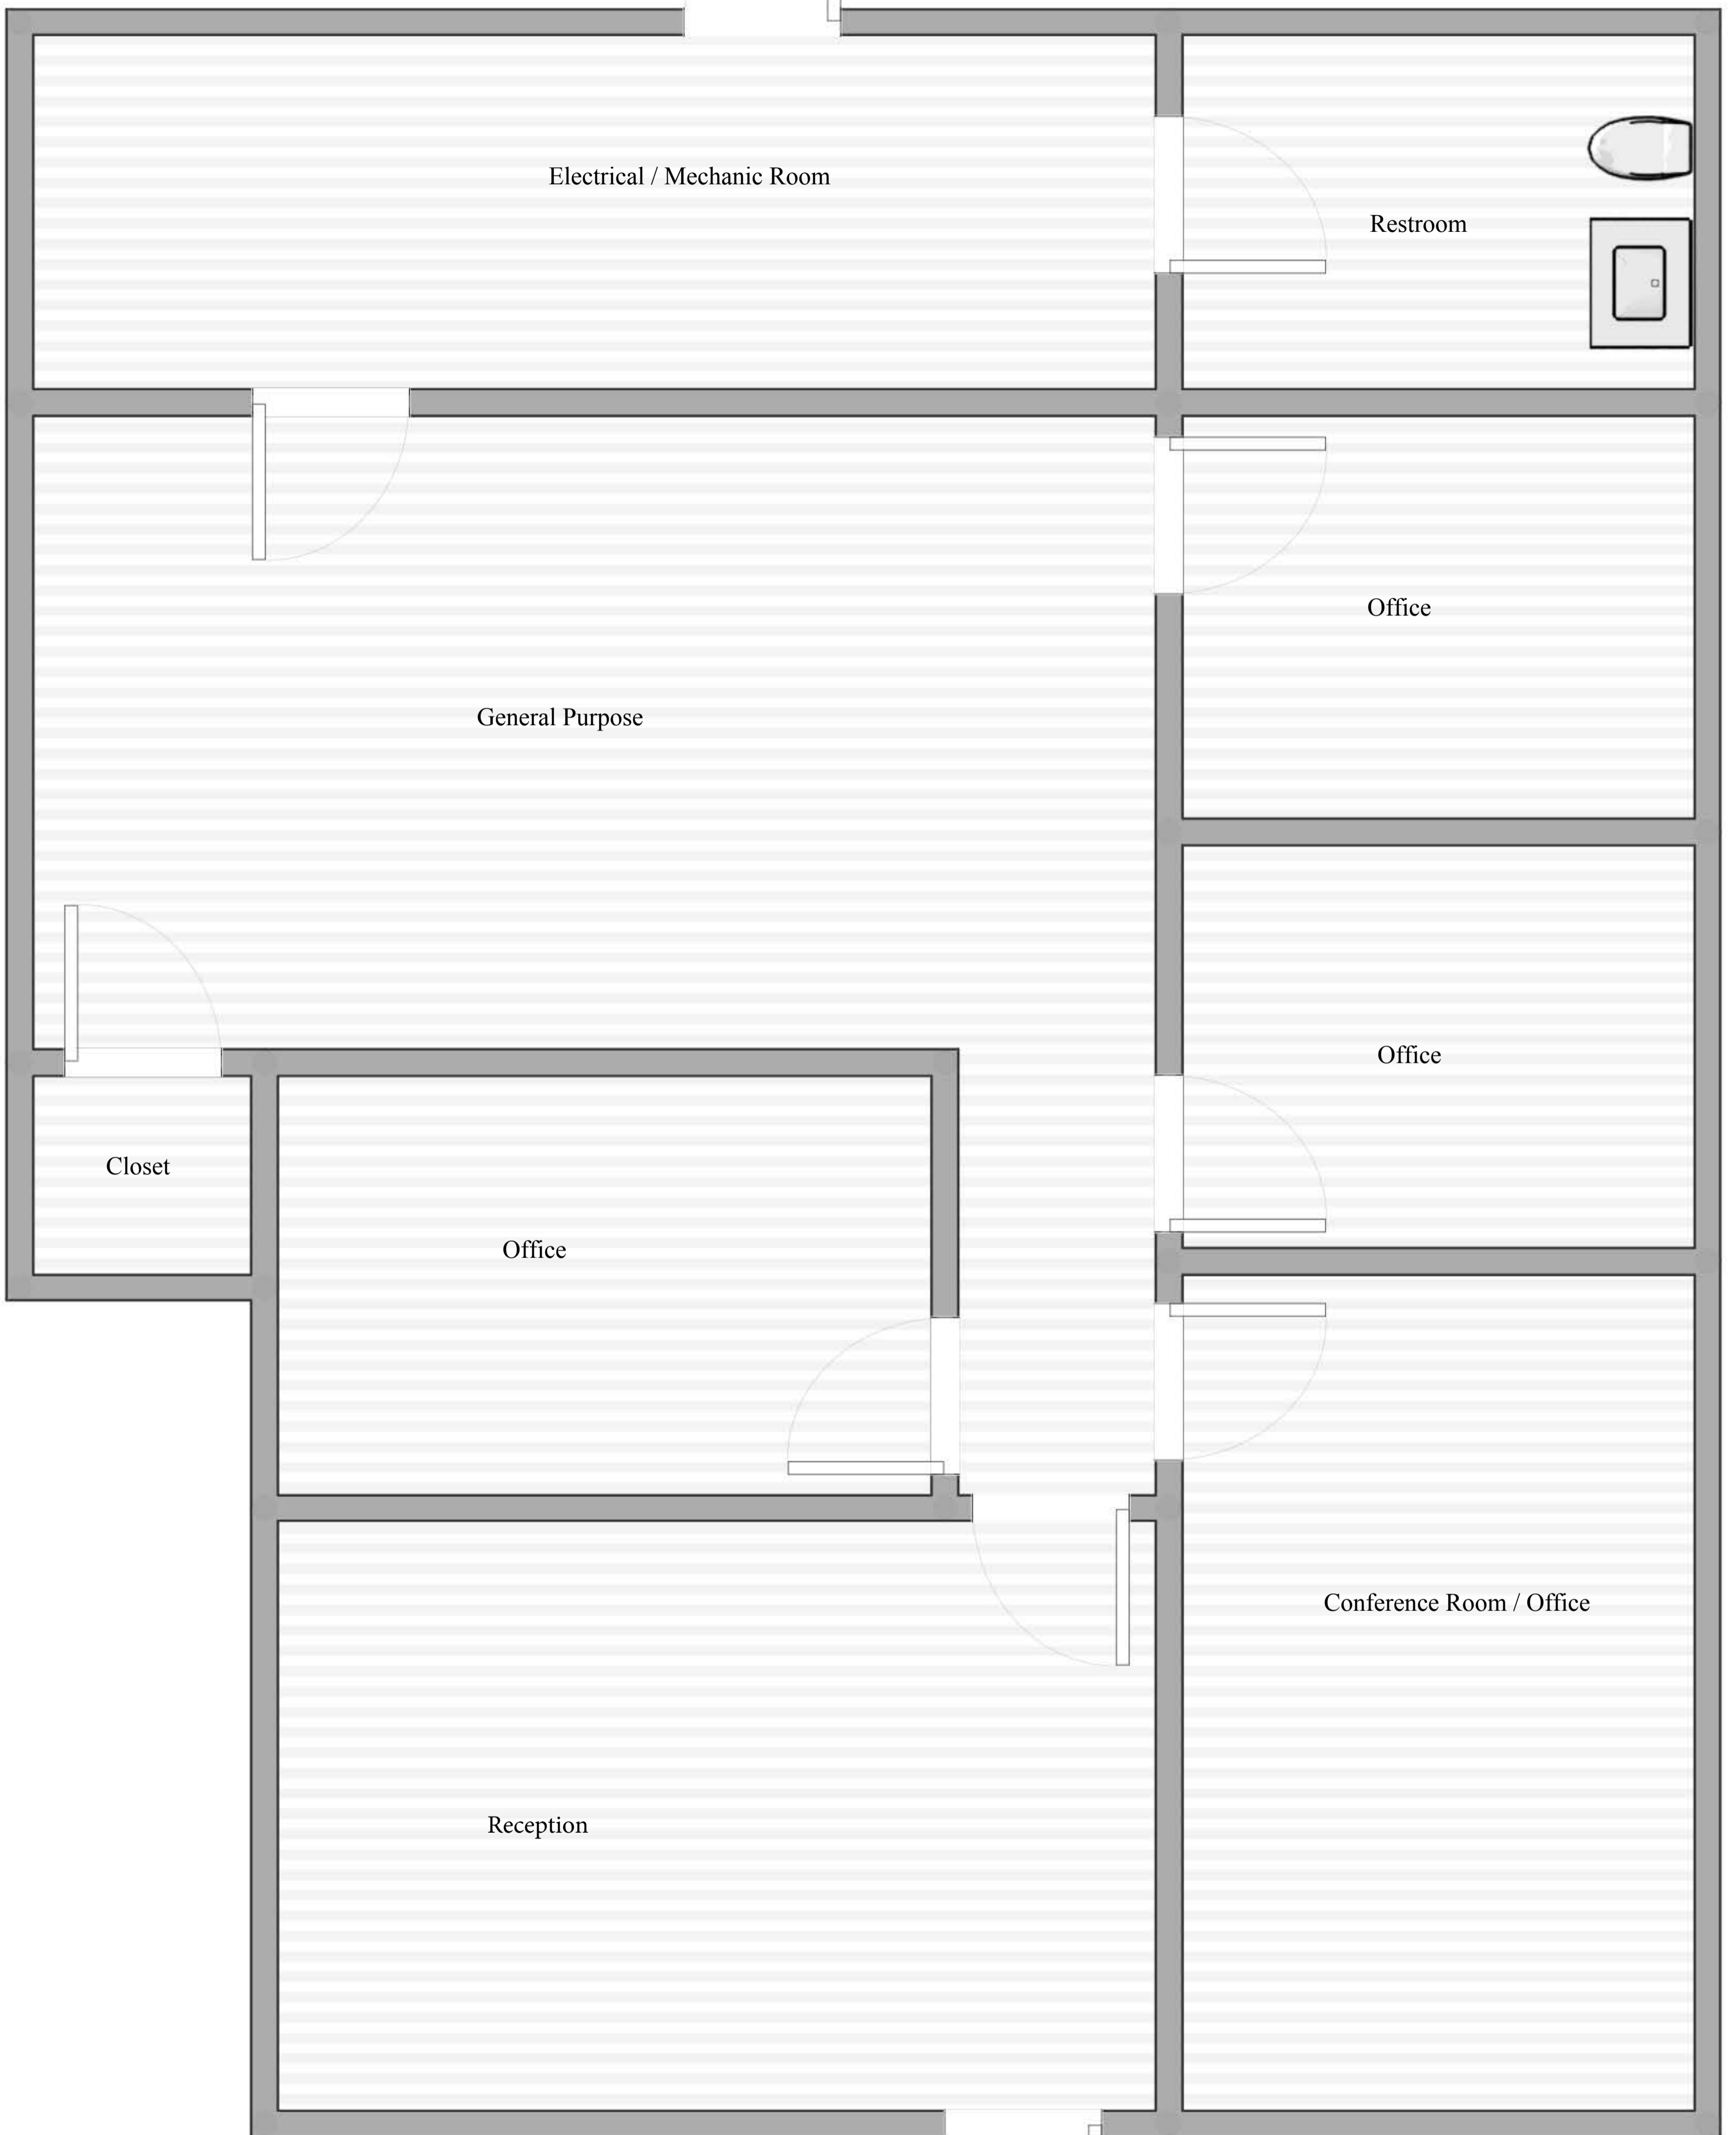 Electrical / Mechanic Room
Restroom
Office
General Purpose
Office
Closet
Office
Conference Room / Office
Reception